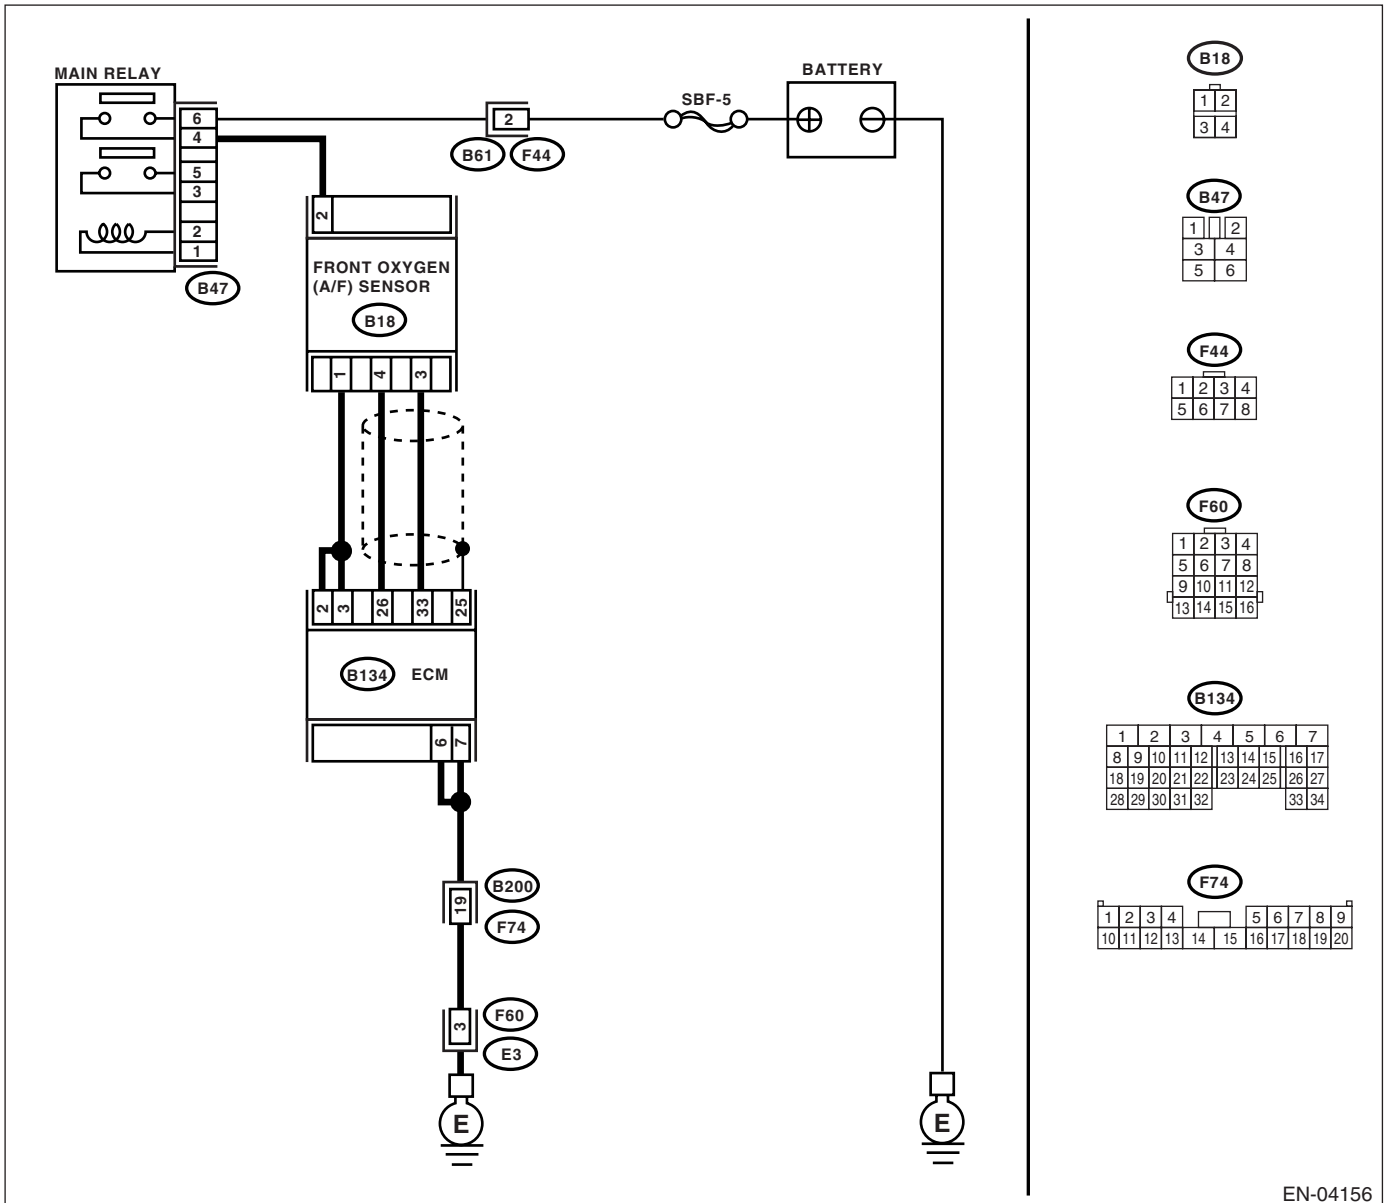 MAIN RELAY
6
4
5
3
2
1
B47
2
B61 F44
SBF-5
BATTERY
2
FRONT OXYGEN
(A/F) SENSOR
B18
1 4 3
2 3 26 33 25
B134 ECM
6 7
19
B200
F74
3
F60
E3
E
E
B18
1 2
3 4
B47
1 2
3 4
5 6
F44
1 2 3 4
5 6 7 8
F60
1 2 3 4
5 6 7 8
9 10 11 12
13 14 15 16
B134
1 2 3 4 5 6 7
8 9 10 11 12 13 14 15 16 17
18 19 20 21 22 23 24 25 26 27
28 29 30 31 32 33 34
F74
1 2 3 4 5 6 7 8 9
10 11 12 13 14 15 16 17 18 19 20
EN-04156